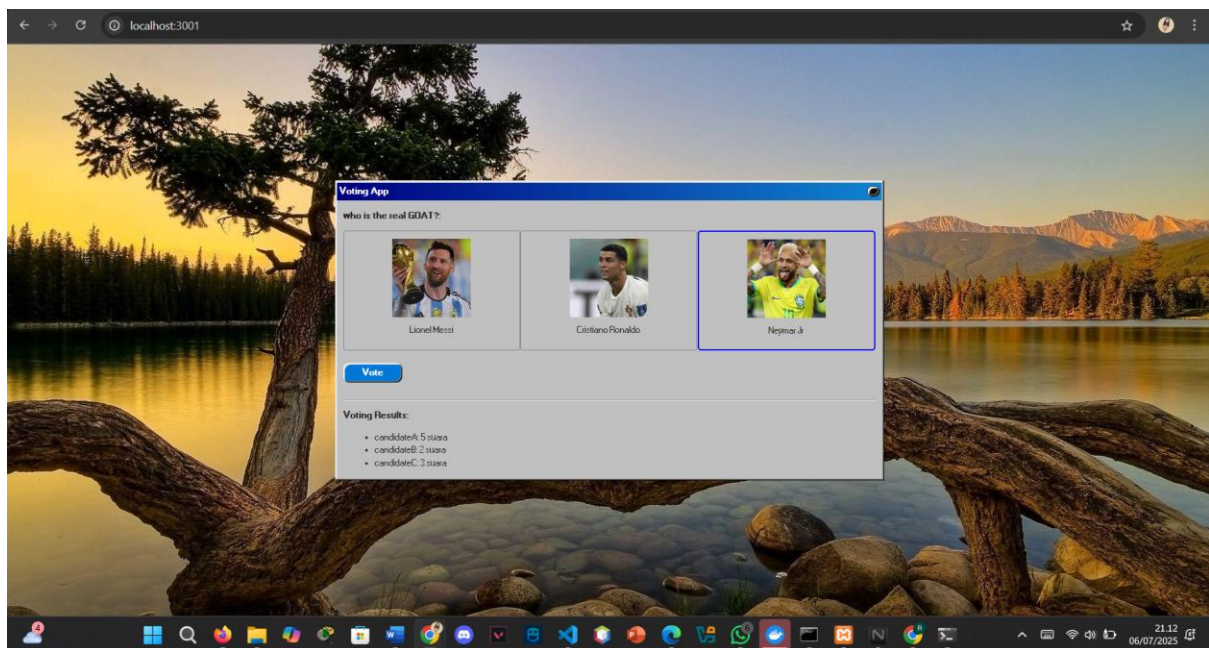 localhost:3001
Voting App
who is the real GOAT?:
Lionel Messi
Cristiano Ronaldo
Neymar Jr
Vote
Voting Results:
candidateA: 5 suara
candidateB: 2 suara
candidateC: 3 suara
4
21.12
06/07/2025